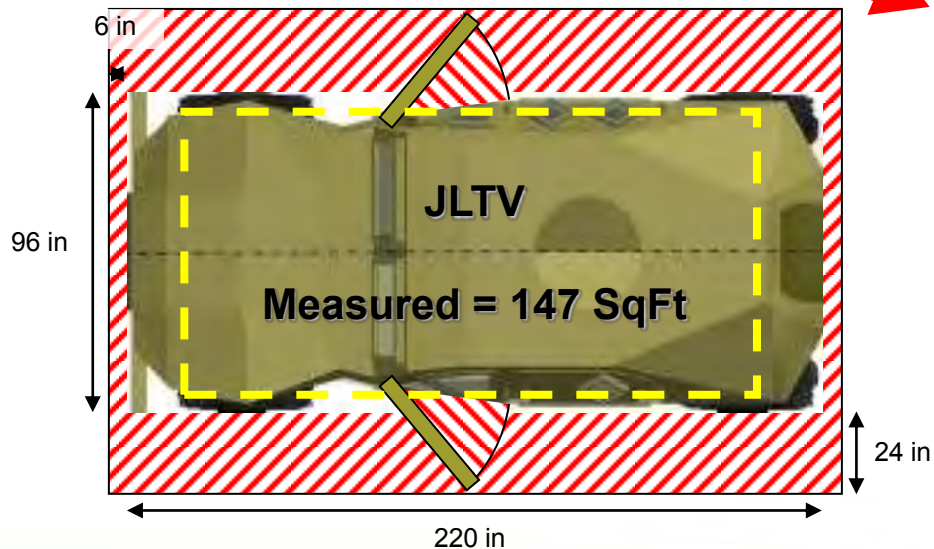 6 in
JLTV
96 in
Measured = 147 SqFt
24 in
220 in